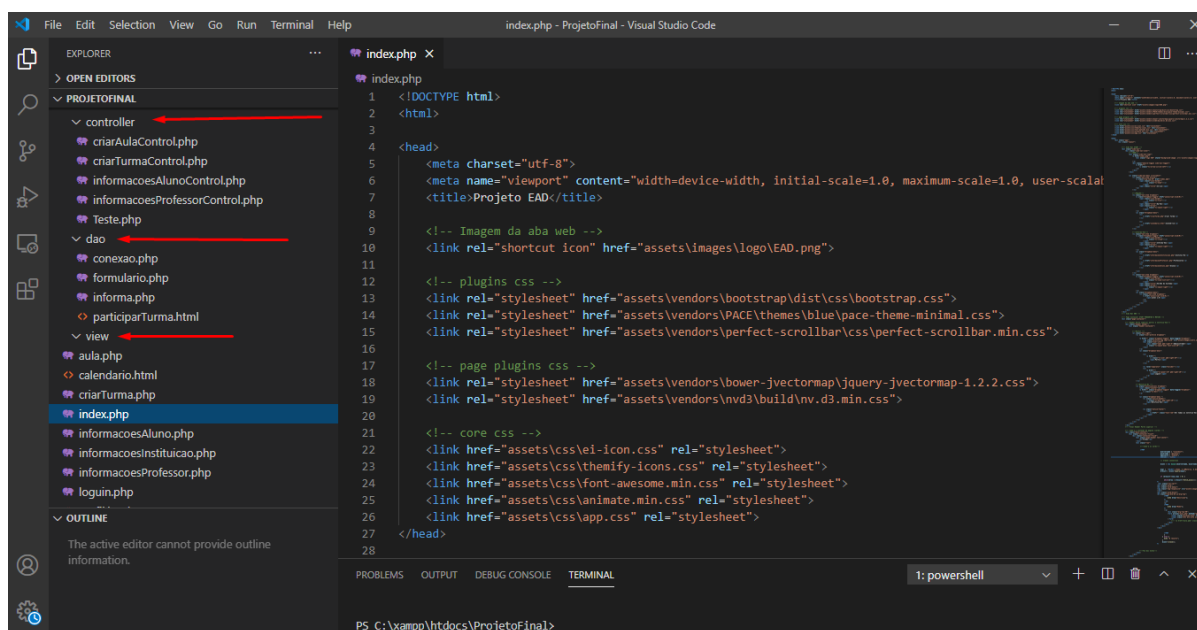 File Edit Selection View Go Run Terminal Help
index.php - ProjetoFinal - Visual Studio Code
EXPLORER
OPEN EDITORS
PROJETOFINAL
controller
criarAulaControl.php
criarTurmaControl.php
informacoesAlunoControl.php
informacoesProfessorControl.php
Teste.php
dao
conexao.php
formulario.php
informa.php
participarTurma.html
view
aula.php
calendario.html
criarTurma.php
index.php
informacoesAluno.php
informacoesInstituicao.php
informacoesProfessor.php
loguin.php
OUTLINE
The active editor cannot provide outline
information.
index.php
index.php
1 <!DOCTYPE html>
2 <html>
3
4 <head>
5 <meta charset="utf-8">
6 <meta name="viewport" content="width=device-width, initial-scale=1.0, maximum-scale=1.0, user-scalab
7 <title>Projeto EAD</title>
8
9 <!-- Imagem da aba web -->
10 <link rel="shortcut icon" href="assets\images\logo\EAD.png">
11
12 <!-- plugins css -->
13 <link rel="stylesheet" href="assets\vendors\bootstrap\dist\css\bootstrap.css">
14 <link rel="stylesheet" href="assets\vendors\PACE\themes\blue\pace-theme-minimal.css">
15 <link rel="stylesheet" href="assets\vendors\perfect-scrollbar\css\perfect-scrollbar.min.css">
16
17 <!-- page plugins css -->
18 <link rel="stylesheet" href="assets\vendors\bower-jvectormap\jquery-jvectormap-1.2.2.css">
19 <link rel="stylesheet" href="assets\vendors\nvd3\build\nv.d3.min.css">
20
21 <!-- core css -->
22 <link href="assets\css\ei-icon.css" rel="stylesheet">
23 <link href="assets\css\themify-icons.css" rel="stylesheet">
24 <link href="assets\css\font-awesome.min.css" rel="stylesheet">
25 <link href="assets\css\animate.min.css" rel="stylesheet">
26 <link href="assets\css\app.css" rel="stylesheet">
27 </head>
28
PROBLEMS OUTPUT DEBUG CONSOLE TERMINAL
1: powershell
PS C:\xampp\htdocs\ProjetoFinal>